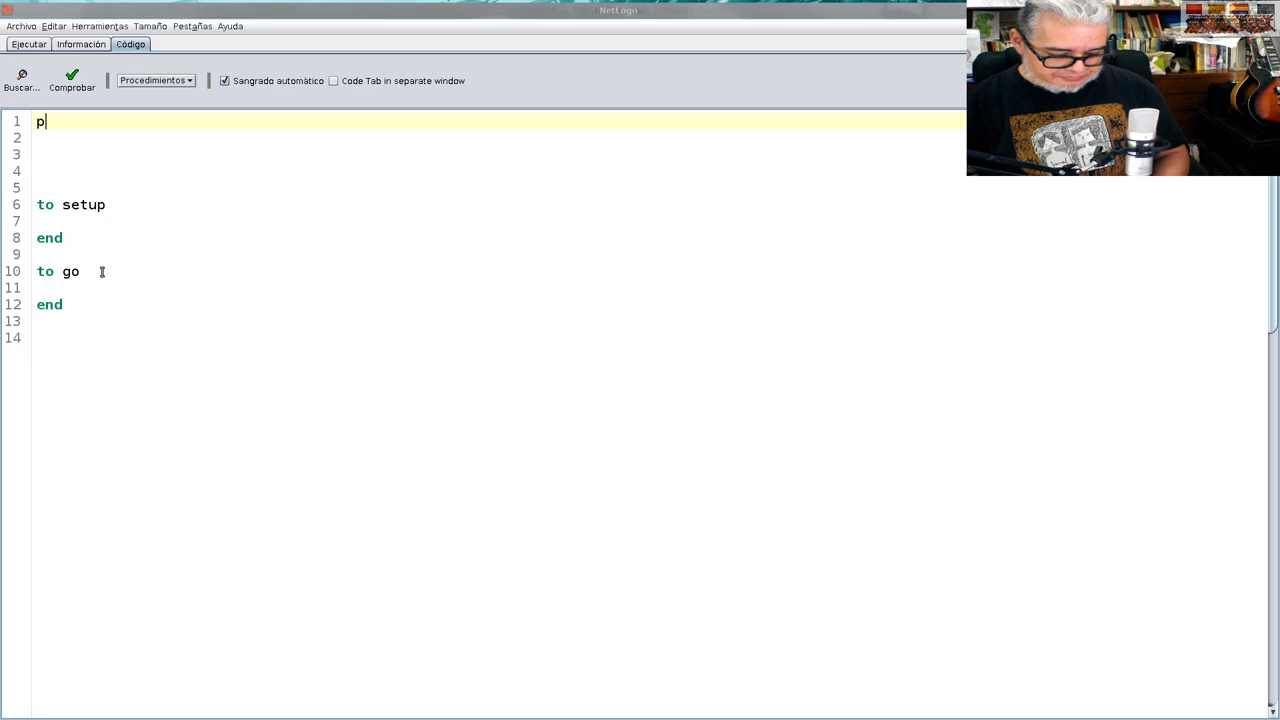 NetLogo
Archivo Editar Herramientas Tamaño Pestañas Ayuda
Ejecutar Información Código
Buscar... Comprobar Procedimientos Sangrado automático Code Tab in separate window
1 p
2
3
4
5
6 to setup
7
8 end
9
10 to go
11
12 end
13
14